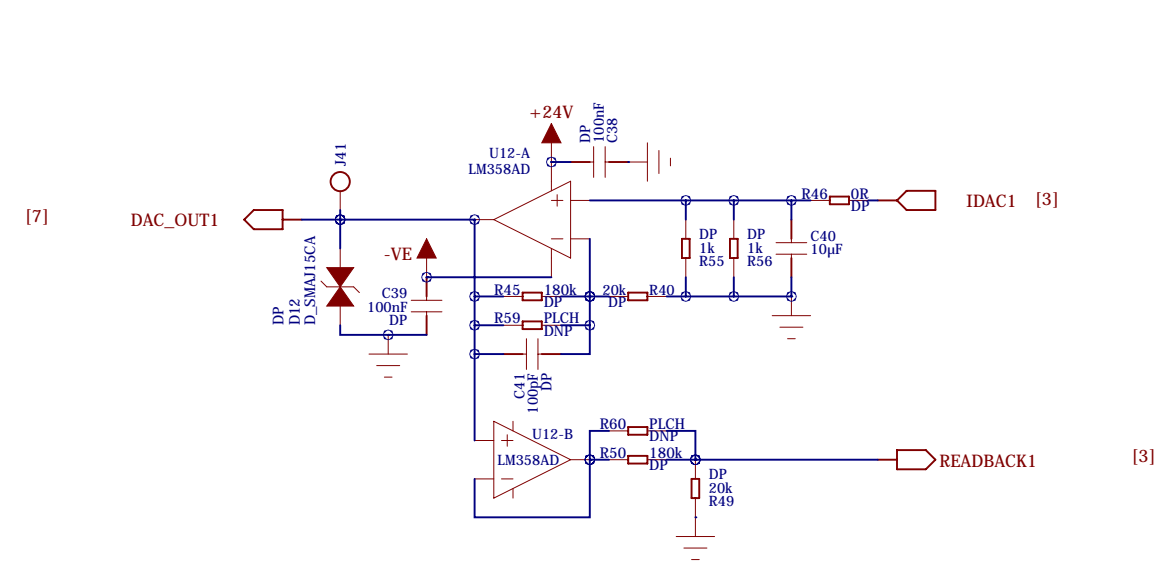 +24V
DP
100nF
C38
J41
U12-A
LM358AD
[7]
DAC_OUT1
R46
0R
DP
IDAC1
[3]
-VE
DP
1k
R55
DP
1k
R56
C40
10µF
DP
D12
D_SMAJ15CA
C39
100nF
DP
R45
180k
DP
20k
R40
DP
R59
PLCH
DNP
C41
100pF
DP
U12-B
LM358AD
R60
PLCH
DNP
R50
180k
DP
READBACK1
[3]
DP
20k
R49